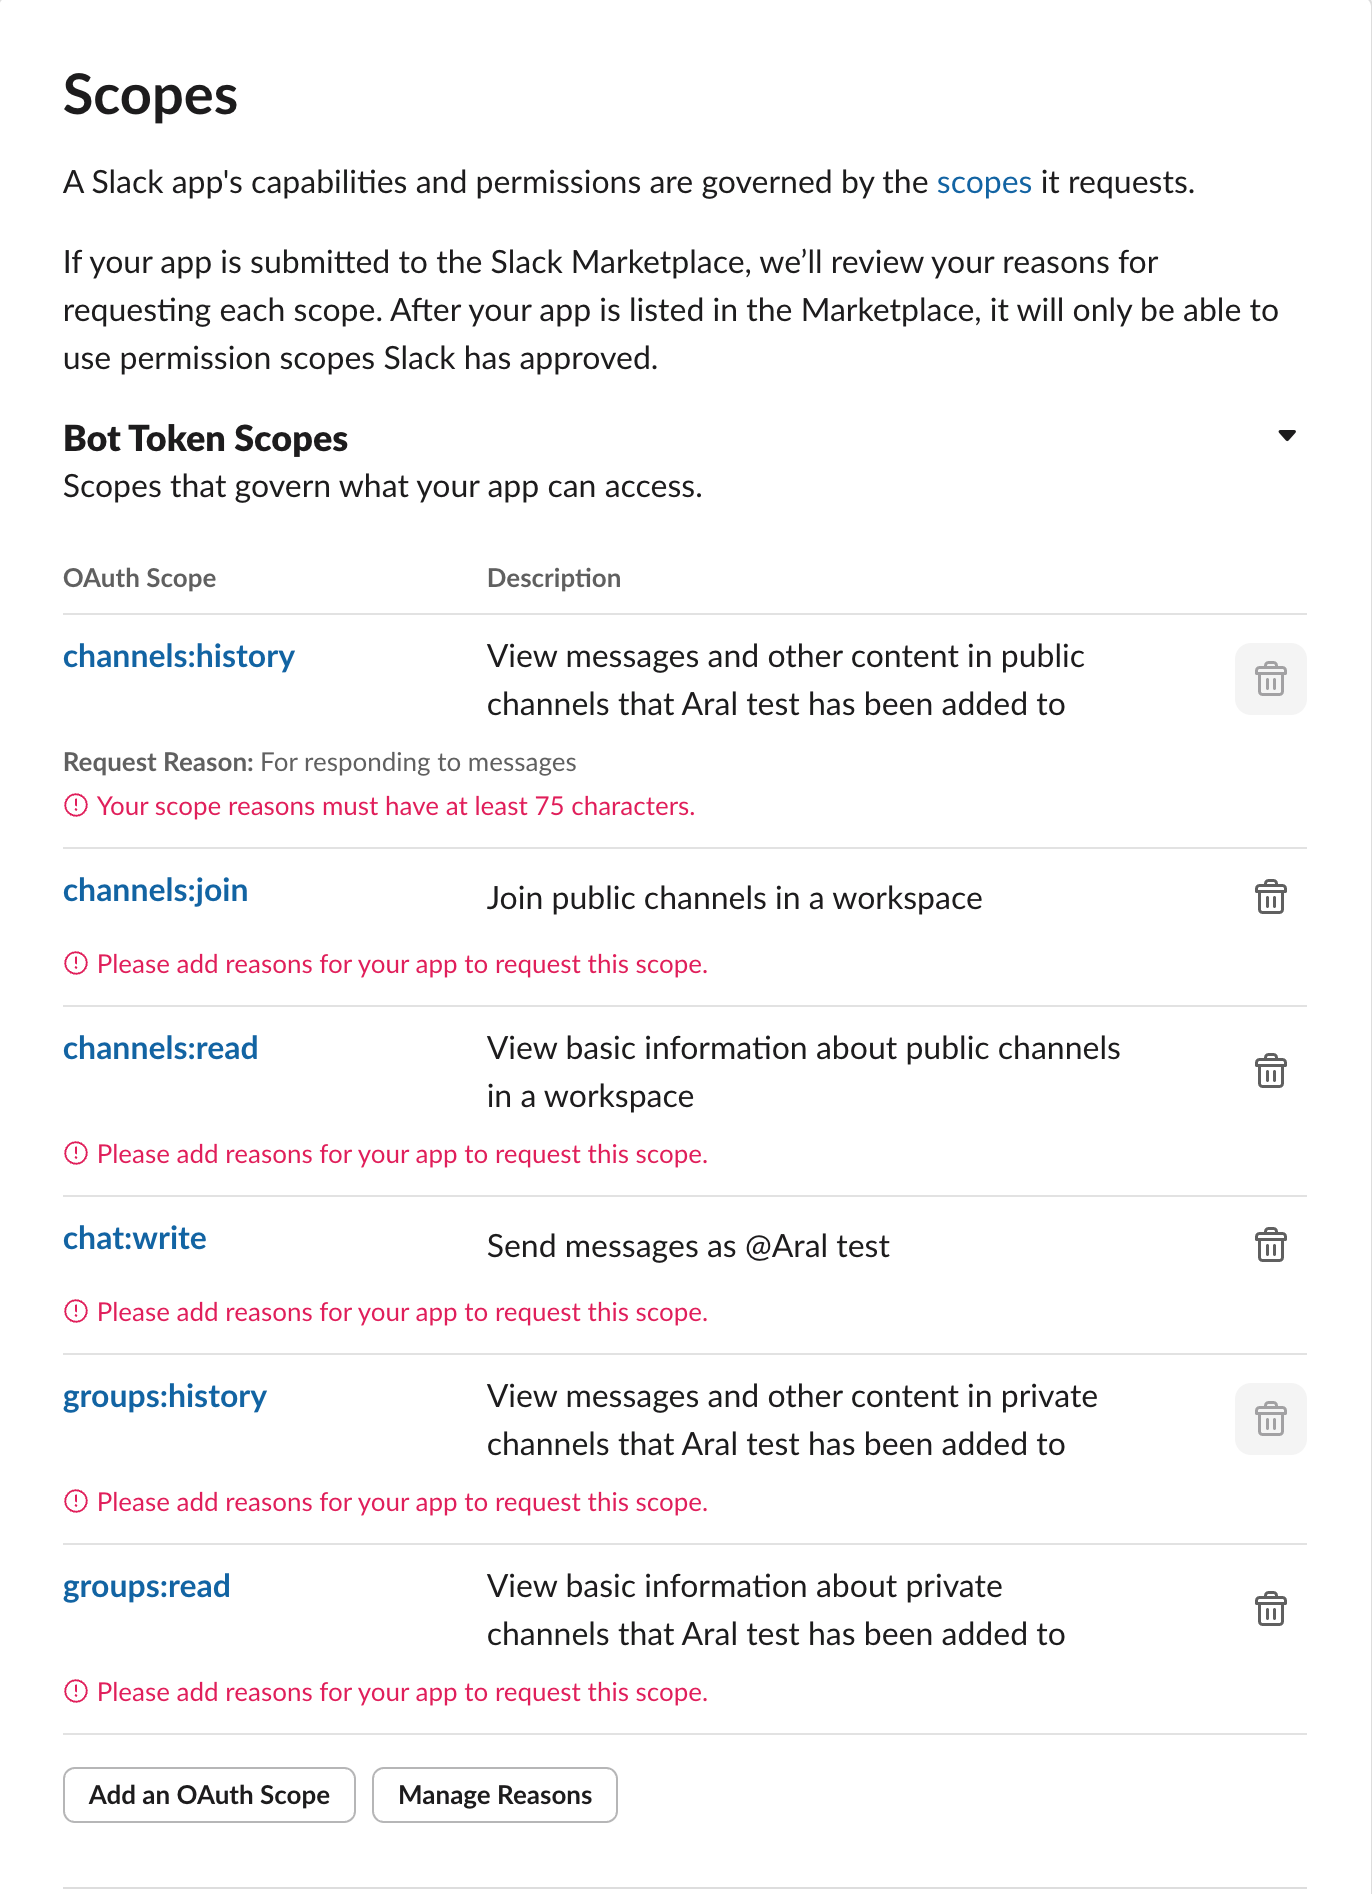 Scopes
A Slack app's capabilities and permissions are governed by the scopes it requests.
If your app is submitted to the Slack Marketplace, we’ll review your reasons for
requesting each scope. After your app is listed in the Marketplace, it will only be able to
use permission scopes Slack has approved.
Bot Token Scopes
Scopes that govern what your app can access.
OAuth Scope Description
channels:history View messages and other content in public
channels that Aral test has been added to
Request Reason: For responding to messages
Your scope reasons must have at least 75 characters.
channels:join Join public channels in a workspace
Please add reasons for your app to request this scope.
channels:read View basic information about public channels
in a workspace
Please add reasons for your app to request this scope.
chat:write Send messages as @Aral test
Please add reasons for your app to request this scope.
groups:history View messages and other content in private
channels that Aral test has been added to
Please add reasons for your app to request this scope.
groups:read View basic information about private
channels that Aral test has been added to
Please add reasons for your app to request this scope.
Add an OAuth Scope Manage Reasons